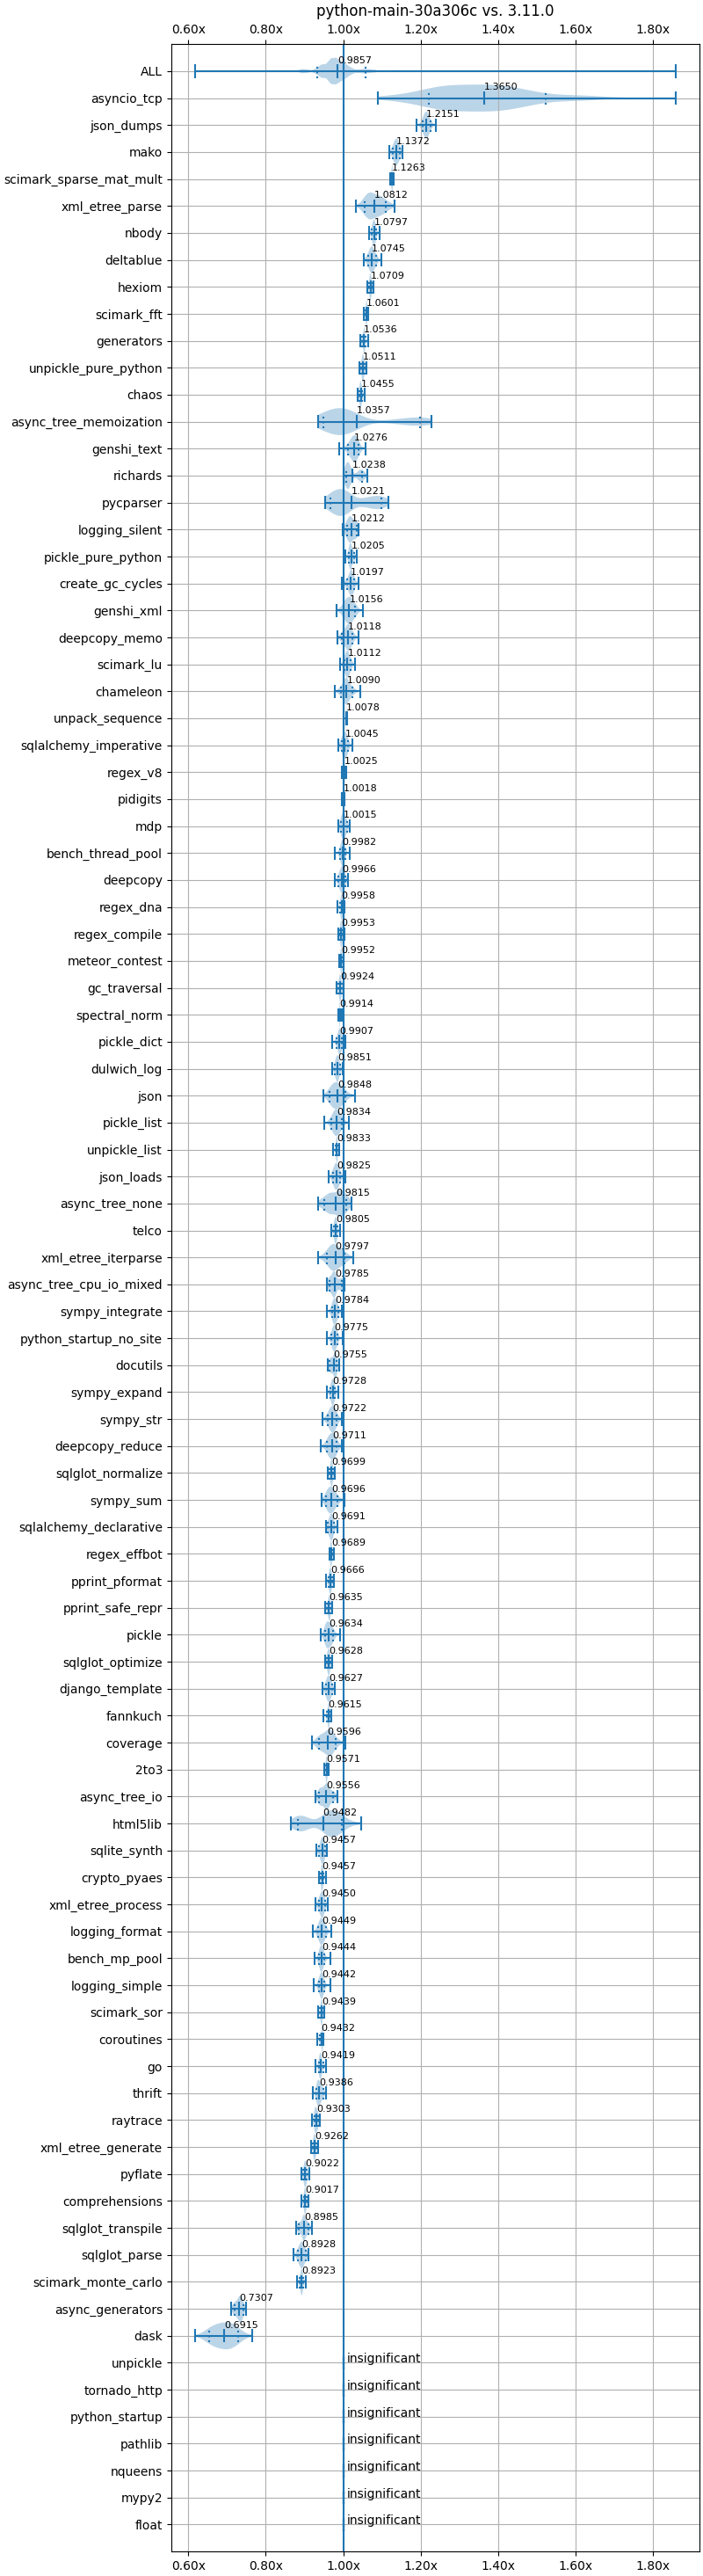 python-main-30a306c vs. 3.11.0
0.60x 0.80x 1.00x 1.20x 1.40x 1.60x 1.80x
ALL 0.9857
asyncio_tcp 1.3650
json_dumps 1.2151
mako 1.1372
scimark_sparse_mat_mult 1.1263
xml_etree_parse 1.0812
nbody 1.0797
deltablue 1.0745
hexiom 1.0709
scimark_fft 1.0601
generators 1.0536
unpickle_pure_python 1.0511
chaos 1.0455
async_tree_memoization 1.0357
genshi_text 1.0276
richards 1.0238
pycparser 1.0221
logging_silent 1.0212
pickle_pure_python 1.0205
create_gc_cycles 1.0197
genshi_xml 1.0156
deepcopy_memo 1.0118
scimark_lu 1.0112
chameleon 1.0090
unpack_sequence 1.0078
sqlalchemy_imperative 1.0045
regex_v8 1.0025
pidigits 1.0018
mdp 1.0015
bench_thread_pool 0.9982
deepcopy 0.9966
regex_dna 0.9958
regex_compile 0.9953
meteor_contest 0.9952
gc_traversal 0.9924
spectral_norm 0.9914
pickle_dict 0.9907
dulwich_log 0.9851
json 0.9848
pickle_list 0.9834
unpickle_list 0.9833
json_loads 0.9825
async_tree_none 0.9815
telco 0.9805
xml_etree_iterparse 0.9797
async_tree_cpu_io_mixed 0.9785
sympy_integrate 0.9784
python_startup_no_site 0.9775
docutils 0.9755
sympy_expand 0.9728
sympy_str 0.9722
deepcopy_reduce 0.9711
sqlglot_normalize 0.9699
sympy_sum 0.9696
sqlalchemy_declarative 0.9691
regex_effbot 0.9689
pprint_pformat 0.9666
pprint_safe_repr 0.9635
pickle 0.9634
sqlglot_optimize 0.9628
django_template 0.9627
fannkuch 0.9615
coverage 0.9596
2to3 0.9571
async_tree_io 0.9556
html5lib 0.9482
sqlite_synth 0.9457
crypto_pyaes 0.9457
xml_etree_process 0.9450
logging_format 0.9449
bench_mp_pool 0.9444
logging_simple 0.9442
scimark_sor 0.9439
coroutines 0.9432
go 0.9419
thrift 0.9386
raytrace 0.9303
xml_etree_generate 0.9262
pyflate 0.9022
comprehensions 0.9017
sqlglot_transpile 0.8985
sqlglot_parse 0.8928
scimark_monte_carlo 0.8923
async_generators 0.7307
dask 0.6915
unpickle insignificant
tornado_http insignificant
python_startup insignificant
pathlib insignificant
nqueens insignificant
mypy2 insignificant
float insignificant
0.60x 0.80x 1.00x 1.20x 1.40x 1.60x 1.80x